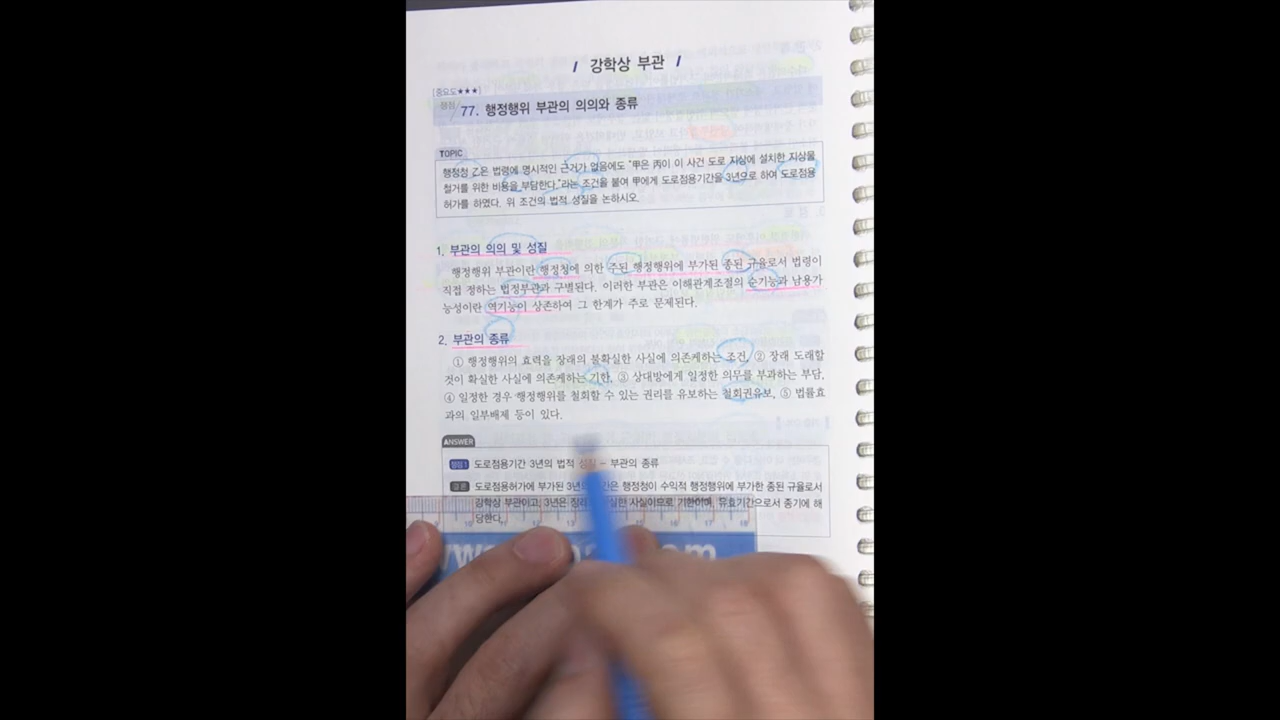 / 강학상 부관 /
[중요도★★★]
쟁점 77. 행정행위 부관의 의의와 종류
TOPIC
행정청 乙은 법령에 명시적인 근거가 없음에도 "甲은 丙이 이 사건 도로 지상에 설치한 지상물
철거를 위한 비용을 부담한다."라는 조건을 붙여 甲에게 도로점용기간을 3년으로 하여 도로점용
허가를 하였다. 위 조건의 법적 성질을 논하시오.
1. 부관의 의의 및 성질
행정행위 부관이란 행정청에 의한 주된 행정행위에 부가된 종된 규율로서 법령이
직접 정하는 법정부관과 구별된다. 이러한 부관은 이해관계조절의 순기능과 남용가
능성이란 역기능이 상존하여 그 한계가 주로 문제된다.
2. 부관의 종류
① 행정행위의 효력을 장래의 불확실한 사실에 의존케하는 조건, ② 장래 도래할
것이 확실한 사실에 의존케하는 기한, ③ 상대방에게 일정한 의무를 부과하는 부담,
④ 일정한 경우 행정행위를 철회할 수 있는 권리를 유보하는 철회권유보, ⑤ 법률효
과의 일부배제 등이 있다.
ANSWER
쟁점 1 도로점용기간 3년의 법적 성질 - 부관의 종류
결론 도로점용허가에 부가된 3년의 기간은 행정청이 수익적 행정행위에 부가한 종된 규율로서
강학상 부관이고, 3년은 장래 사실이므로 기한이며, 유효기간으로서 종기에 해
당한다.
15 16 17 18